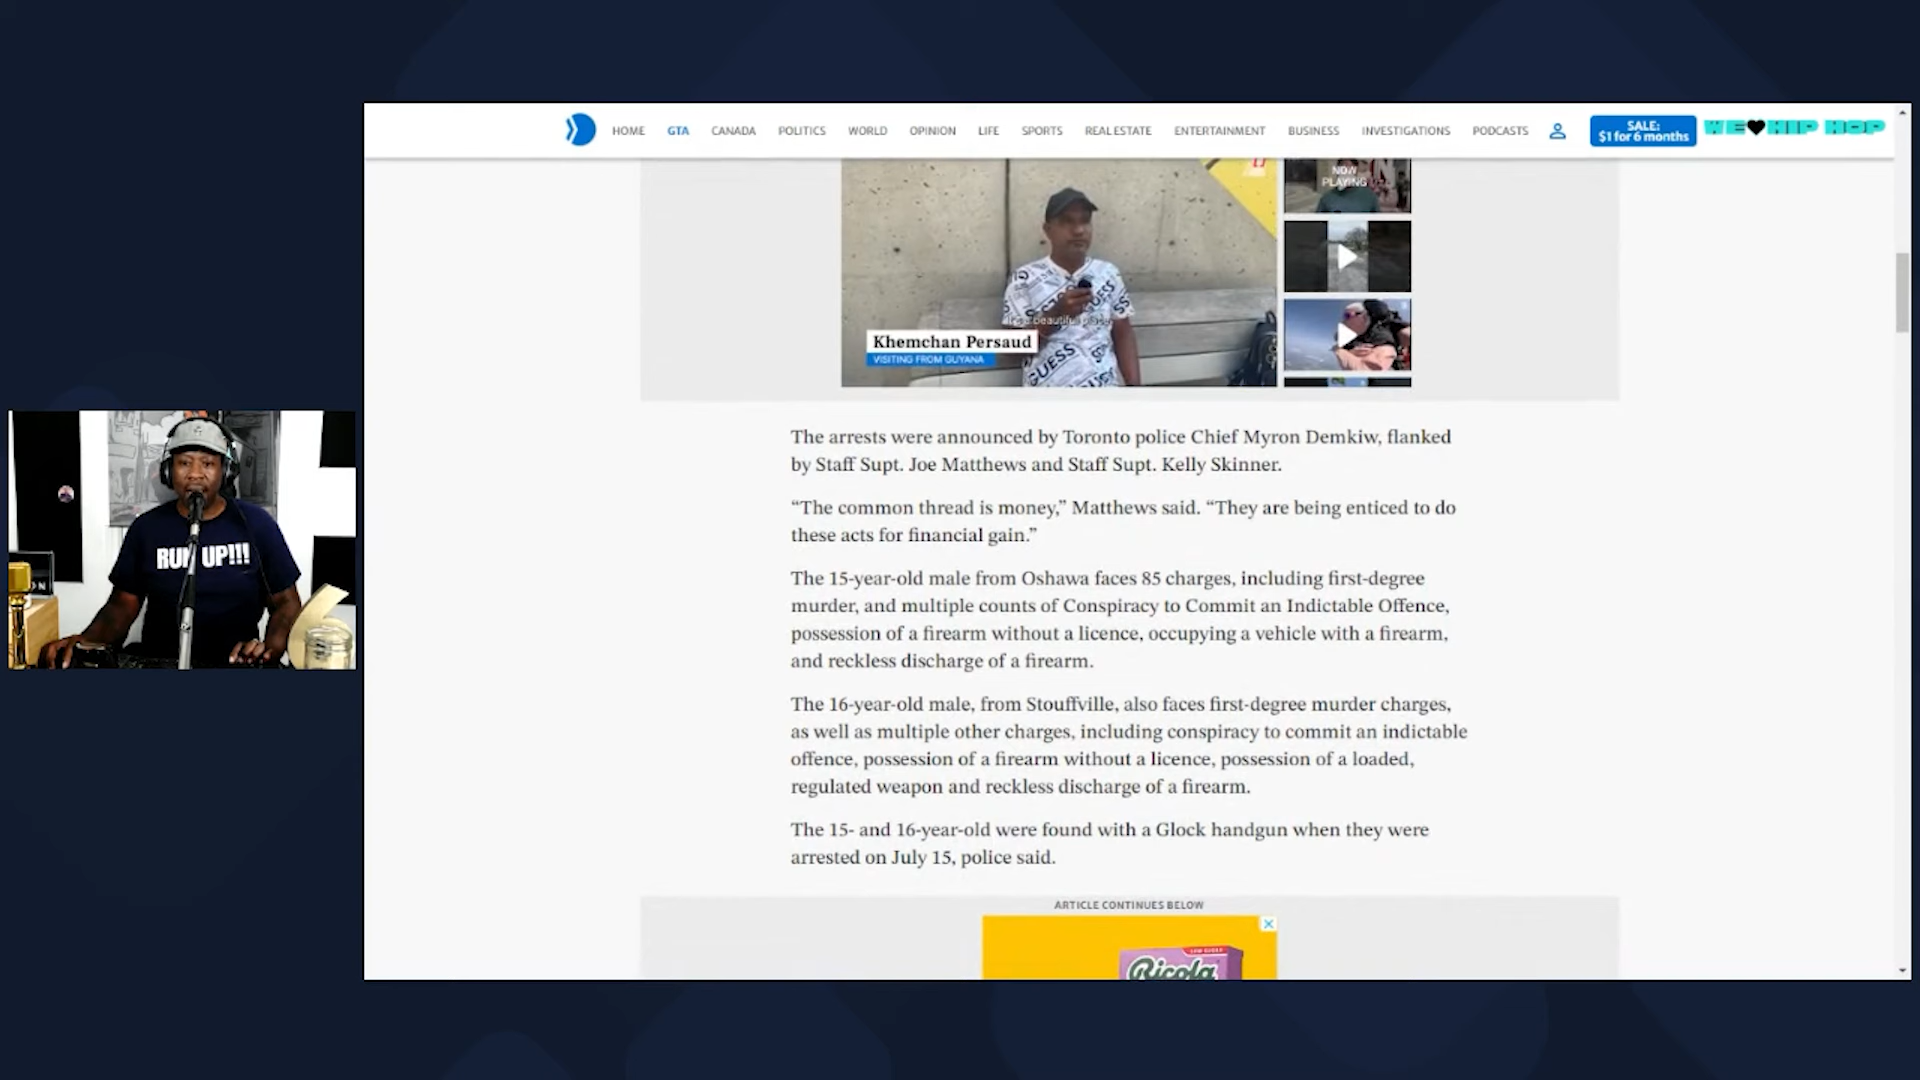 HOME GTA CANADA POLITICS WORLD OPINION LIFE SPORTS REAL ESTATE ENTERTAINMENT BUSINESS INVESTIGATIONS PODCASTS
SALE:
$1 for 6 months
WE HIP HOP
NOW
PLAYING
GUESS
Khemchan Persaud
VISITING FROM GUYANA
RUN UP!!!
The arrests were announced by Toronto police Chief Myron Demkiw, flanked
by Staff Supt. Joe Matthews and Staff Supt. Kelly Skinner.
“The common thread is money,” Matthews said. “They are being enticed to do
these acts for financial gain.”
The 15-year-old male from Oshawa faces 85 charges, including first-degree
murder, and multiple counts of Conspiracy to Commit an Indictable Offence,
possession of a firearm without a licence, occupying a vehicle with a firearm,
and reckless discharge of a firearm.
The 16-year-old male, from Stouffville, also faces first-degree murder charges,
as well as multiple other charges, including conspiracy to commit an indictable
offence, possession of a firearm without a licence, possession of a loaded,
regulated weapon and reckless discharge of a firearm.
The 15- and 16-year-old were found with a Glock handgun when they were
arrested on July 15, police said.
ARTICLE CONTINUES BELOW
Ricola